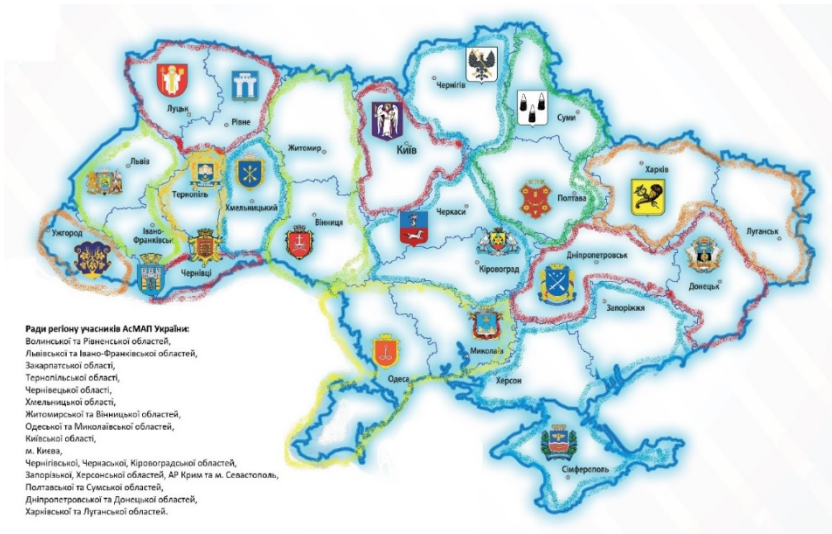 Чернігів
Луцьк
Рівне
Суми
Київ
Житомир
Львів
Харків
Тернопіль
Полтава
Хмельницький
Черкаси
Вінниця
Луганськ
Ужгород
Івано-
Франківськ
Чернівці
Кіровоград
Дніпропетровськ
Донецьк
Запоріжжя
Миколаїв
Одеса
Херсон
Сімферополь
Ради регіону учасників АсМАП України:
Волинської та Рівненської областей,
Львівської та Івано-Франківської областей,
Закарпатської області,
Тернопільської області,
Чернівецької області,
Хмельницької області,
Житомирської та Вінницької областей,
Одеської та Миколаївської областей,
Київської області,
м. Києва,
Чернігівської, Черкаської, Кіровоградської областей,
Запорізької, Херсонської областей, АР Крим та м. Севастополь,
Полтавської та Сумської областей,
Дніпропетровської та Донецької областей,
Харківської та Луганської областей.